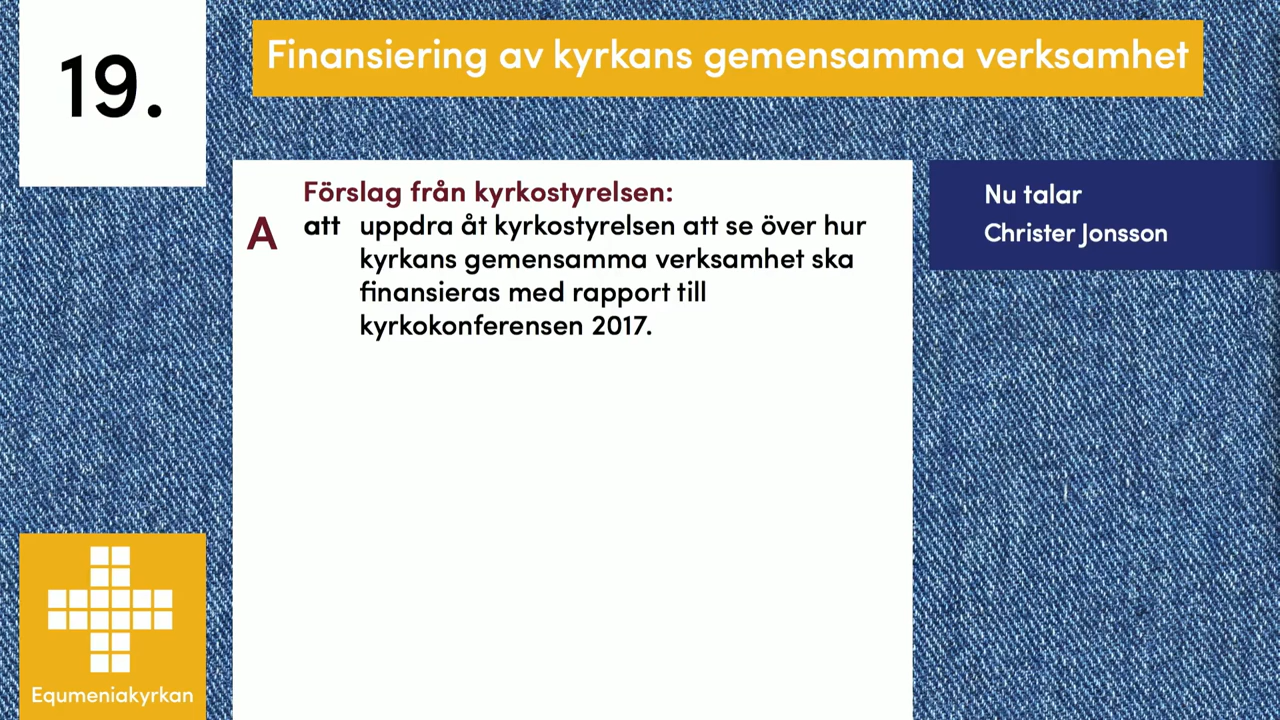 19.
Finansiering av kyrkans gemensamma verksamhet
Förslag från kyrkostyrelsen:
A att uppdra åt kyrkostyrelsen att se över hur
kyrkans gemensamma verksamhet ska
finansieras med rapport till
kyrkokonferensen 2017.
Nu talar
Christer Jonsson
Equmeniakyrkan